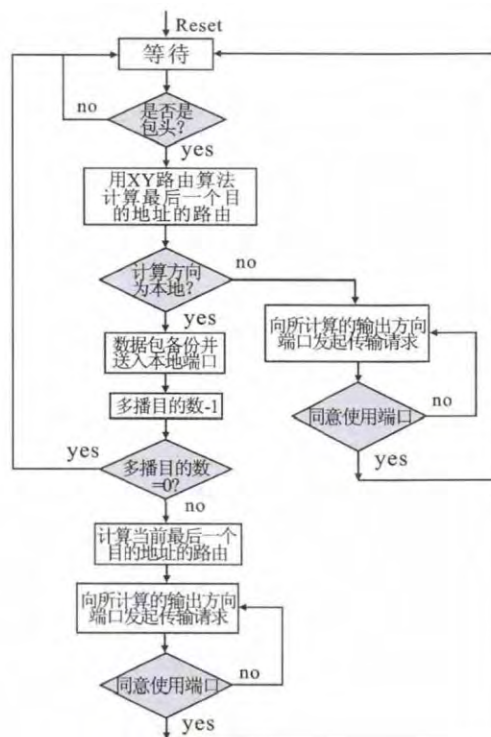 Reset
等待
no
是否是
包头?
yes
用XY路由算法
计算最后一个目
的地址的路由
计算方向
为本地?
no
yes
数据包备份并
送入本地端口
向所计算的输出方向
端口发起传输请求
多播目的数-1
no
同意使用端口
yes
多播目的数
=0?
yes
no
计算当前最后一个
目的地址的路由
向所计算的输出方向
端口发起传输请求
同意使用端口
no
yes